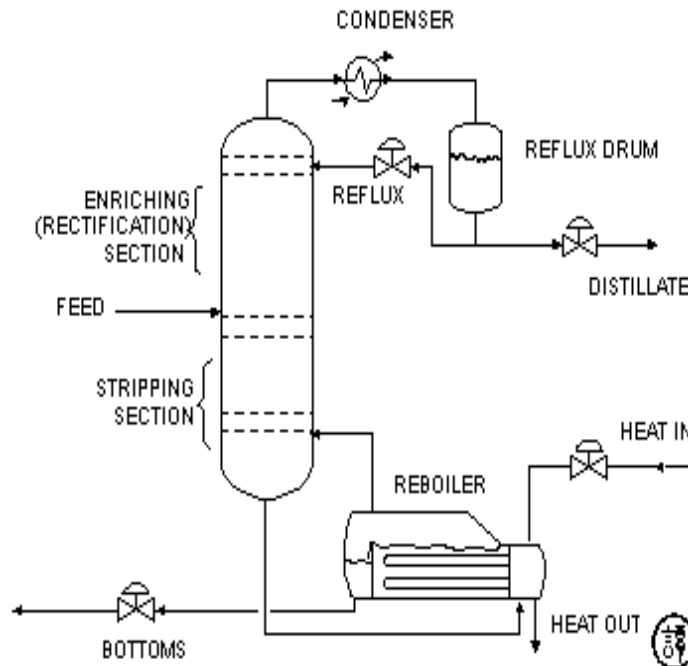 CONDENSER
REFLUX DRUM
ENRICHING
(RECTIFICATION)
SECTION
REFLUX
FEED
DISTILLATE
STRIPPING
SECTION
HEAT IN
REBOILER
HEAT OUT
BOTTOMS